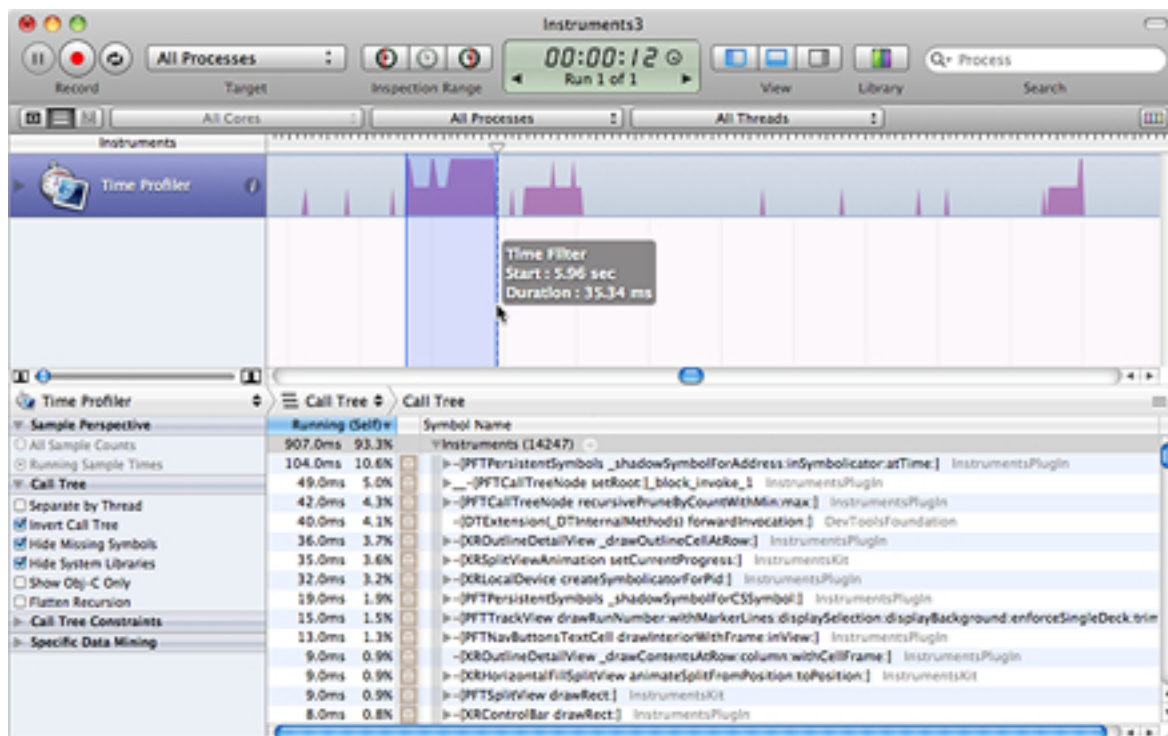 Instruments3
All Processes
00:00:12
Run 1 of 1
Process
Record Target Inspection Range View Library Search
All Cores All Processes All Threads
Instruments
Time Profiler
Time Filter
Start : 5.96 sec
Duration : 35.34 ms
Time Profiler Call Tree Call Tree
Sample Perspective
All Sample Counts
Running Sample Times
Call Tree
Separate by Thread
Invert Call Tree
Hide Missing Symbols
Hide System Libraries
Show Obj-C Only
Flatten Recursion
Call Tree Constraints
Specific Data Mining
Running (Self) Symbol Name
907.0ms 93.3% Instruments (14247)
104.0ms 10.6% -[PFTPersistentSymbols _shadowSymbolForAddress:inSymbolicator:atTime:] InstrumentsPlugIn
49.0ms 5.0% __-[PFTCallTreeNode setRoot:]_block_invoke_1 InstrumentsPlugIn
42.0ms 4.3% -[PFTCallTreeNode recursivePruneByCountWithMin:max:] InstrumentsPlugIn
40.0ms 4.1% -[DTExtension(_DTInternalMethods) forwardInvocation:] DevToolsFoundation
36.0ms 3.7% -[XROutlineDetailView _drawOutlineCellAtRow:] InstrumentsPlugIn
35.0ms 3.6% -[XRSplitViewAnimation setCurrentProgress:] InstrumentsKit
32.0ms 3.2% -[XRLocalDevice createSymbolicatorForPid:] InstrumentsPlugIn
19.0ms 1.9% -[PFTPersistentSymbols _shadowSymbolForCSSymbol:] InstrumentsPlugIn
15.0ms 1.5% -[PFTTrackView drawRunNumber:withMarkerLines:displaySelection:displayBackground:enforceSingleDeck:trim
13.0ms 1.3% -[PFTNavButtonsTextCell drawInteriorWithFrame:inView:] InstrumentsPlugIn
9.0ms 0.9% -[XROutlineDetailView _drawContentsAtRow:column:withCellFrame:] InstrumentsPlugIn
9.0ms 0.9% -[XRHorizontalFillSplitView animateSplitFromPosition:toPosition:] InstrumentsKit
9.0ms 0.9% -[PFTSplitView drawRect:] InstrumentsKit
8.0ms 0.8% -[XRControlBar drawRect:] InstrumentsPlugIn